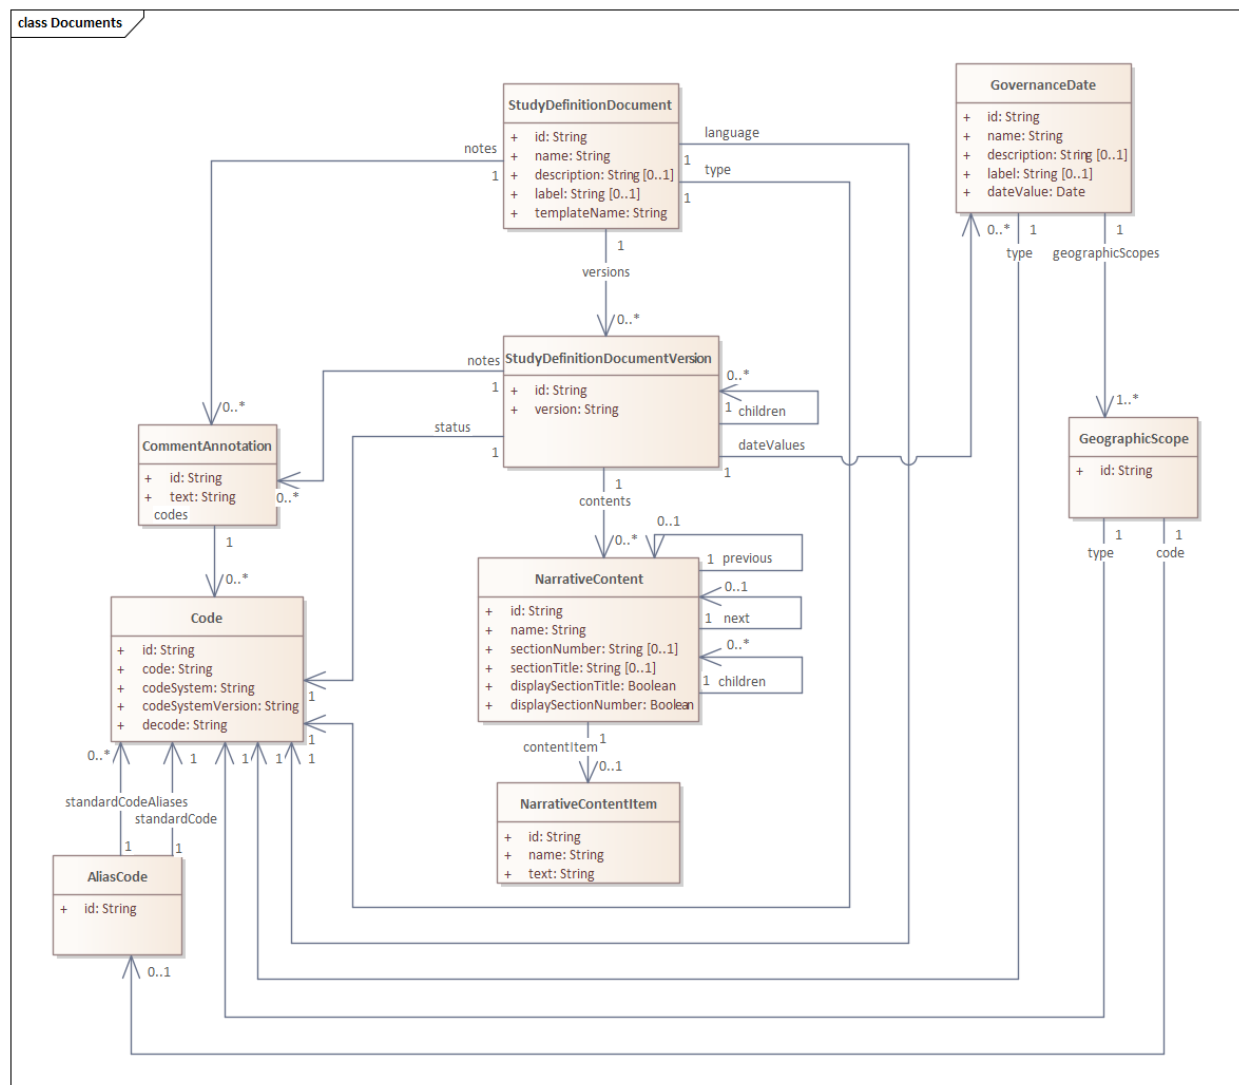 class Documents
StudyDefinitionDocument
+ id: String
+ name: String
+ description: String [0..1]
+ label: String [0..1]
+ templateName: String
GovernanceDate
+ id: String
+ name: String
+ description: String [0..1]
+ label: String [0..1]
+ dateValue: Date
notes
1
language
1
type
1
1
versions
0..*
0..*
1
type
1
geographicScopes
1..*
StudyDefinitionDocumentVersion
+ id: String
+ version: String
notes
1
0..*
0..*
1
children
status
1
dateValues
1
1
contents
0..*
CommentAnnotation
+ id: String
+ text: String
0..*
codes
1
0..*
GeographicScope
+ id: String
1
type
1
code
NarrativeContent
+ id: String
+ name: String
+ sectionNumber: String [0..1]
+ sectionTitle: String [0..1]
+ displaySectionTitle: Boolean
+ displaySectionNumber: Boolean
0..1
1 previous
0..1
1 next
0..*
1 children
Code
+ id: String
+ code: String
+ codeSystem: String
+ codeSystemVersion: String
+ decode: String
1
1
0..*
1
1
1
1
contentItem
1
0..1
standardCodeAliases
standardCode
1
1
NarrativeContentItem
+ id: String
+ name: String
+ text: String
AliasCode
+ id: String
0..1